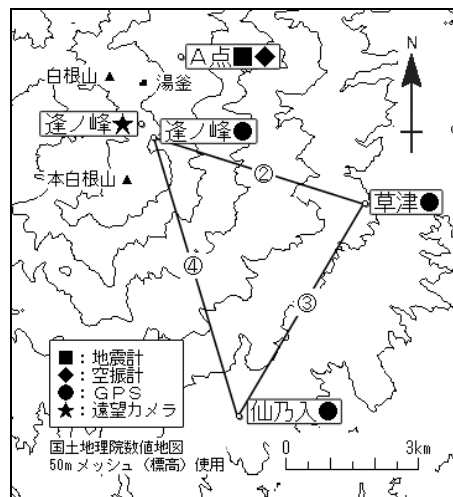 A点■◆
N
白根山▲
湯釜
逢ノ峰★
逢ノ峰●
本白根山▲
②
草津●
④
③
仙乃入●
■：地震計
◆：空振計
●：GPS
★：遠望カメラ
国土地理院数値地図
50mメッシュ（標高）使用
0 3km